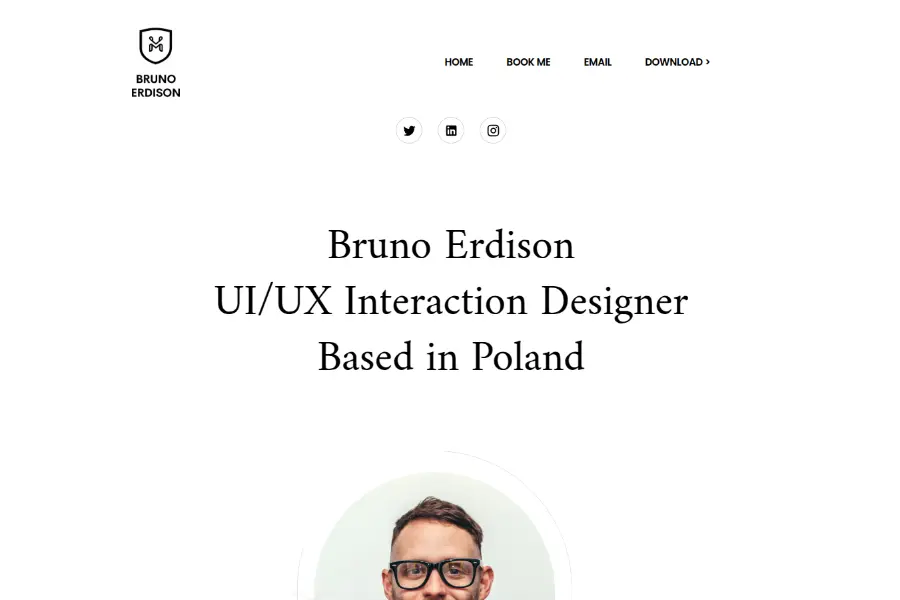 BRUNO
ERDISON
HOME BOOK ME EMAIL DOWNLOAD >
Bruno Erdison
UI/UX Interaction Designer
Based in Poland